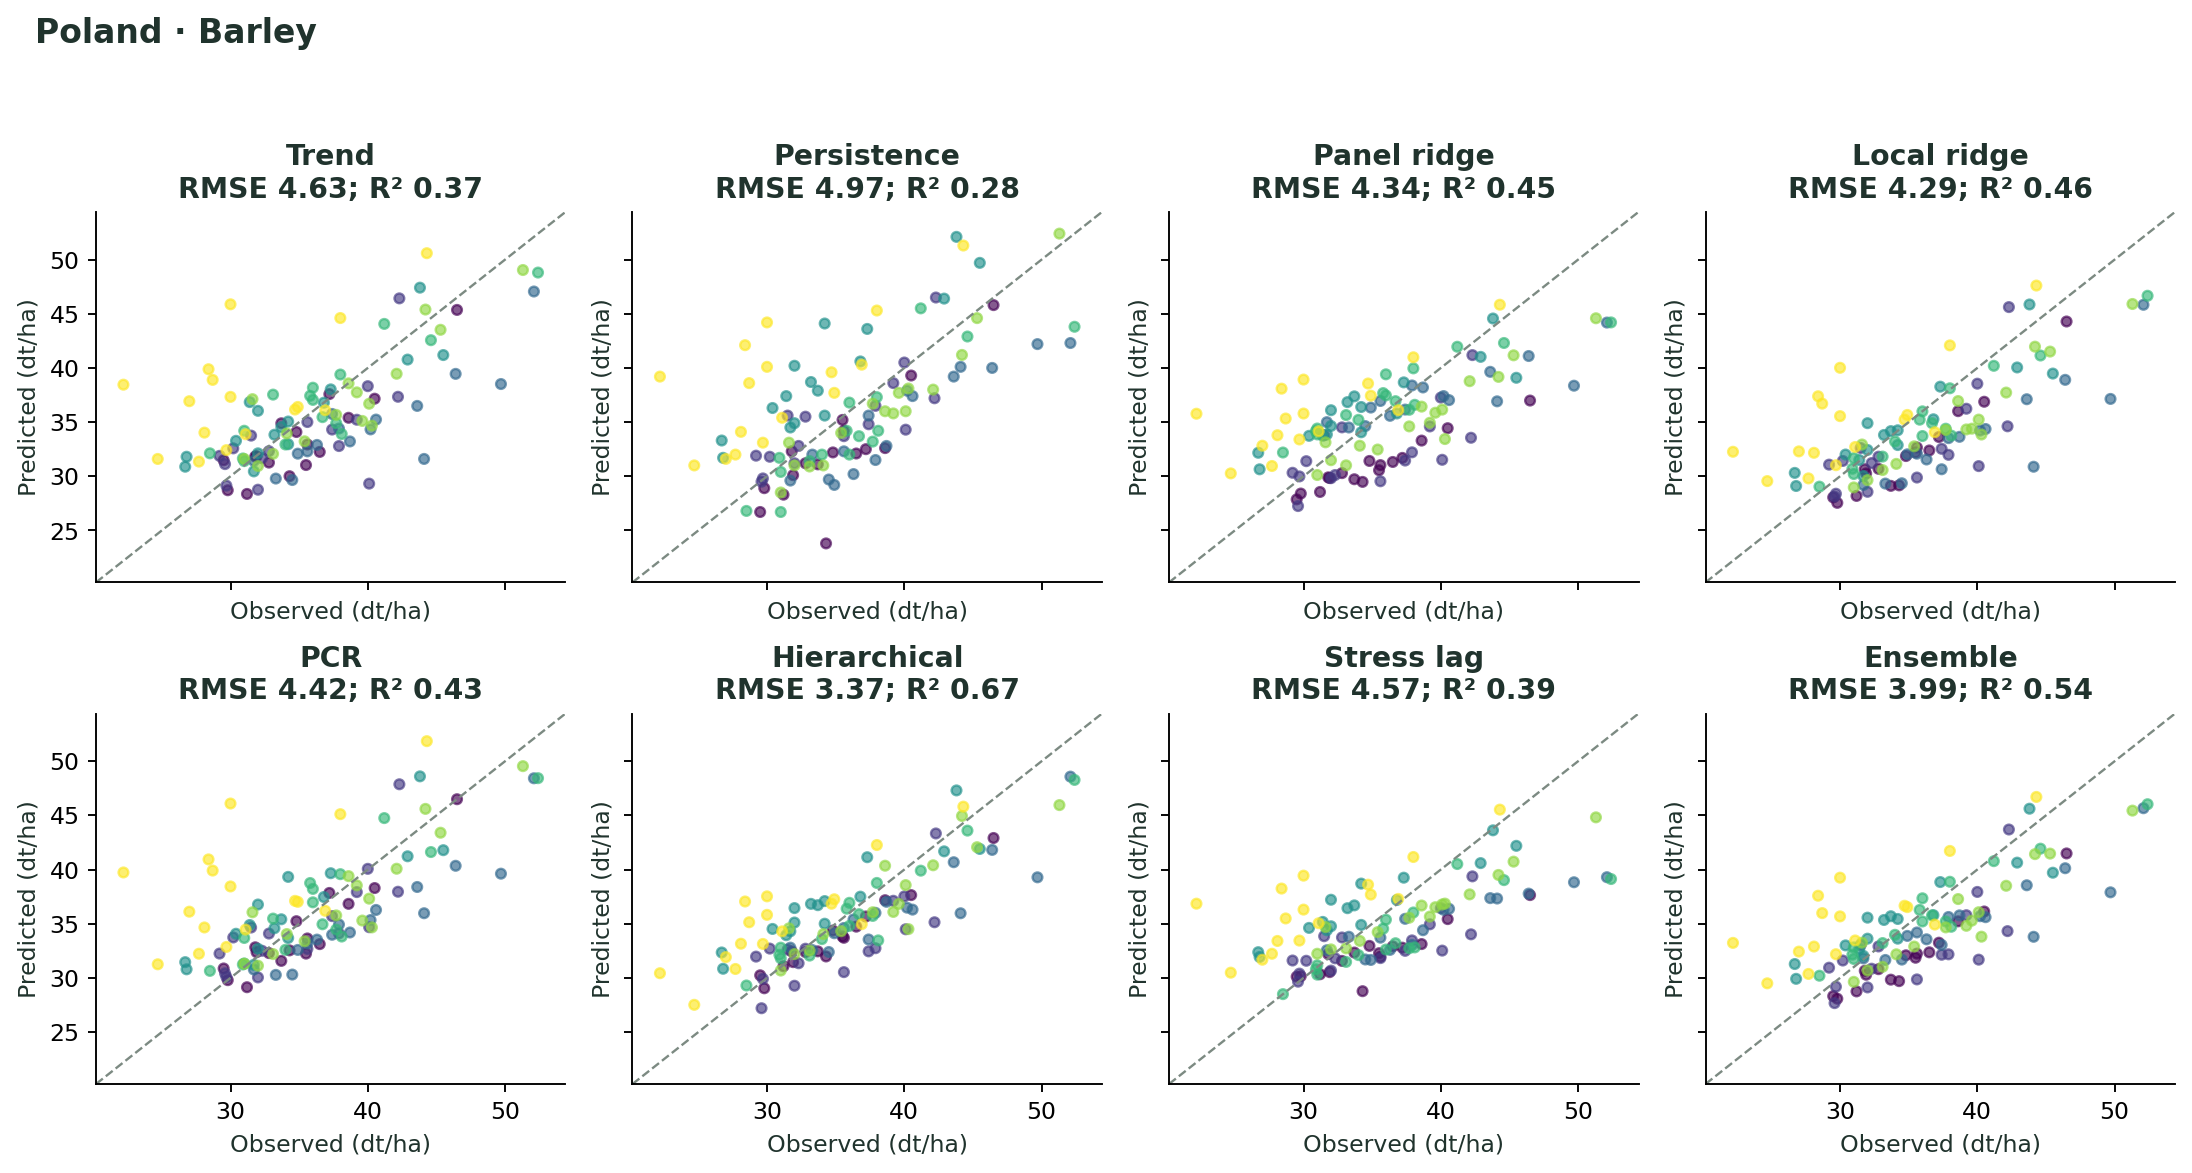 Poland · Barley
Trend
RMSE 4.63; R² 0.37
Persistence
RMSE 4.97; R² 0.28
Panel ridge
RMSE 4.34; R² 0.45
Local ridge
RMSE 4.29; R² 0.46
Predicted (dt/ha)
50
45
40
35
30
25
Observed (dt/ha)
Predicted (dt/ha)
Observed (dt/ha)
Predicted (dt/ha)
Observed (dt/ha)
Predicted (dt/ha)
Observed (dt/ha)
PCR
RMSE 4.42; R² 0.43
Hierarchical
RMSE 3.37; R² 0.67
Stress lag
RMSE 4.57; R² 0.39
Ensemble
RMSE 3.99; R² 0.54
Predicted (dt/ha)
50
45
40
35
30
25
30 40 50
Observed (dt/ha)
Predicted (dt/ha)
30 40 50
Observed (dt/ha)
Predicted (dt/ha)
30 40 50
Observed (dt/ha)
Predicted (dt/ha)
30 40 50
Observed (dt/ha)